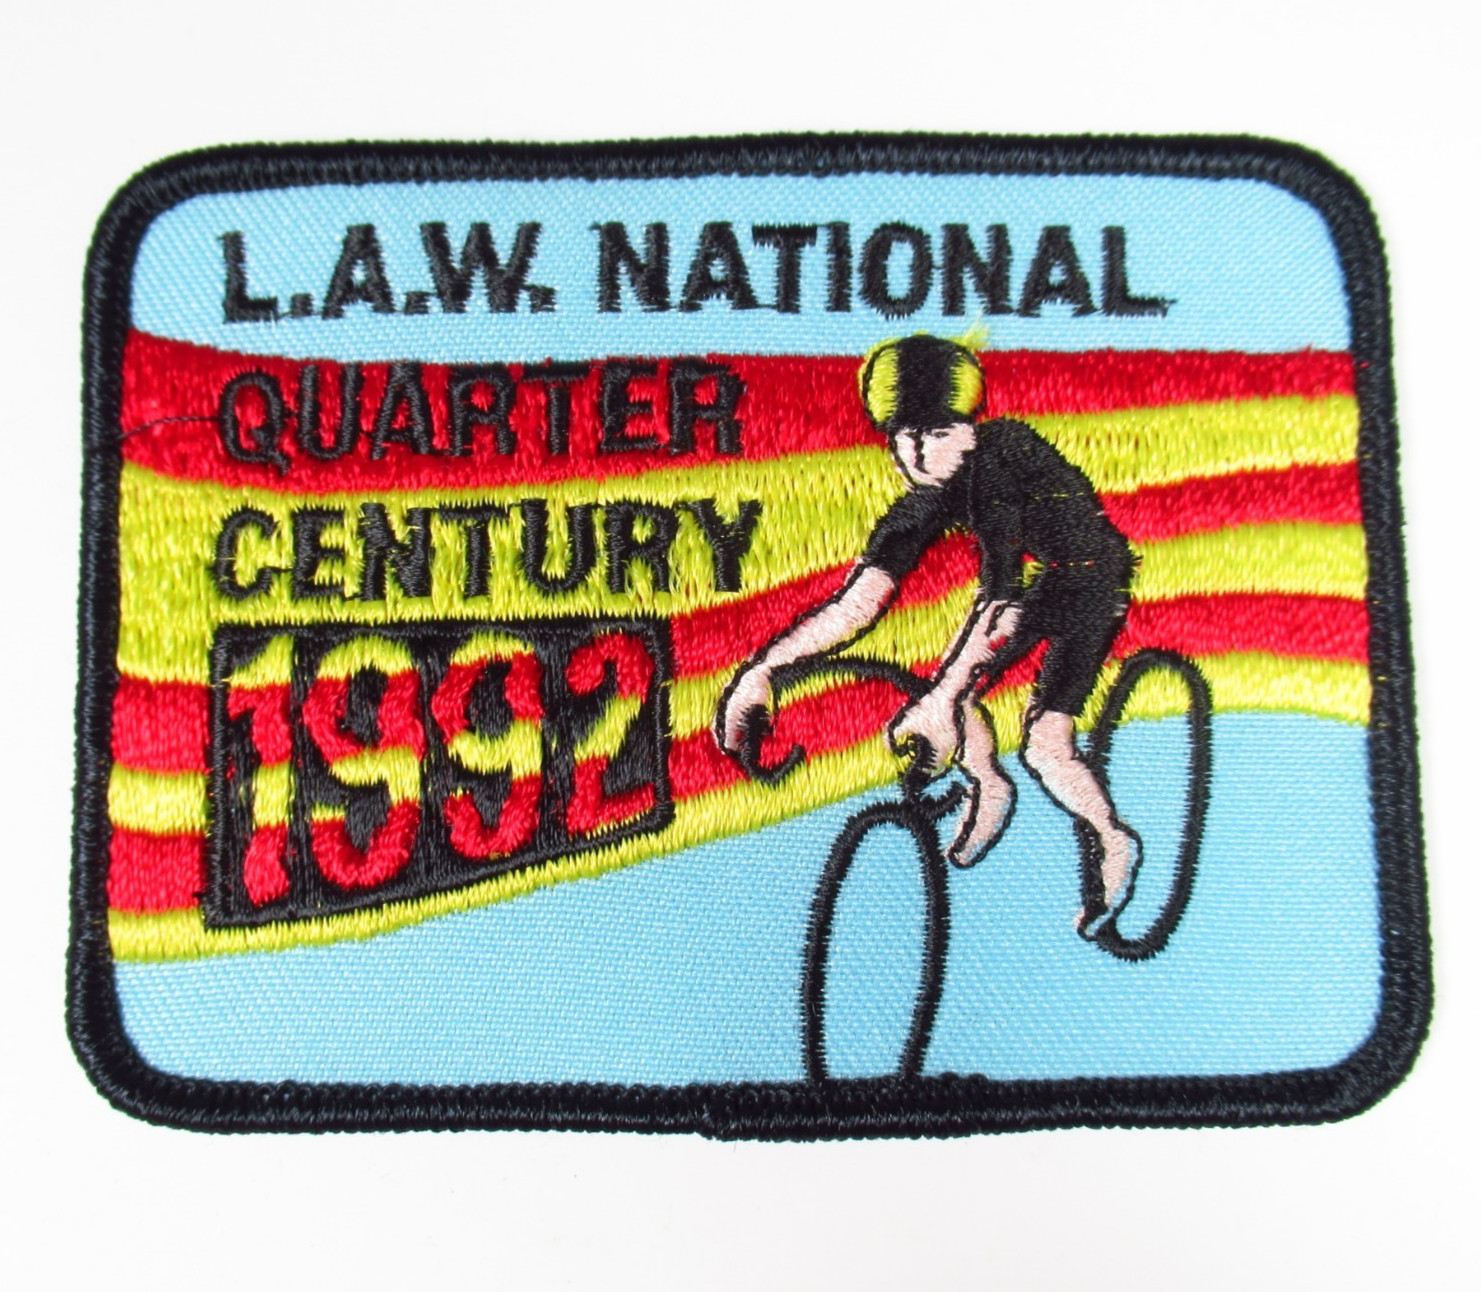 L.A.W. NATIONAL
QUARTER
CENTURY
1992